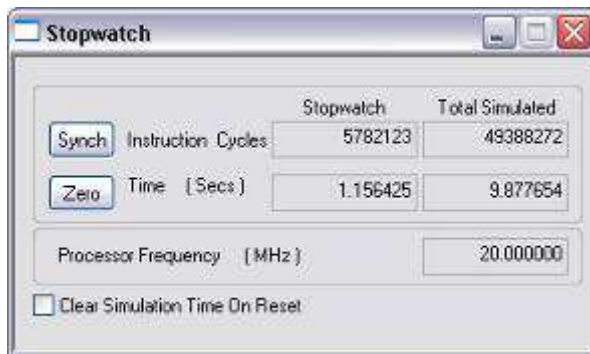 Stopwatch
Stopwatch Total Simulated
Synch Instruction Cycles 5782123 49388272
Zero Time (Secs) 1.156425 9.877654
Processor Frequency (MHz) 20.000000
Clear Simulation Time On Reset